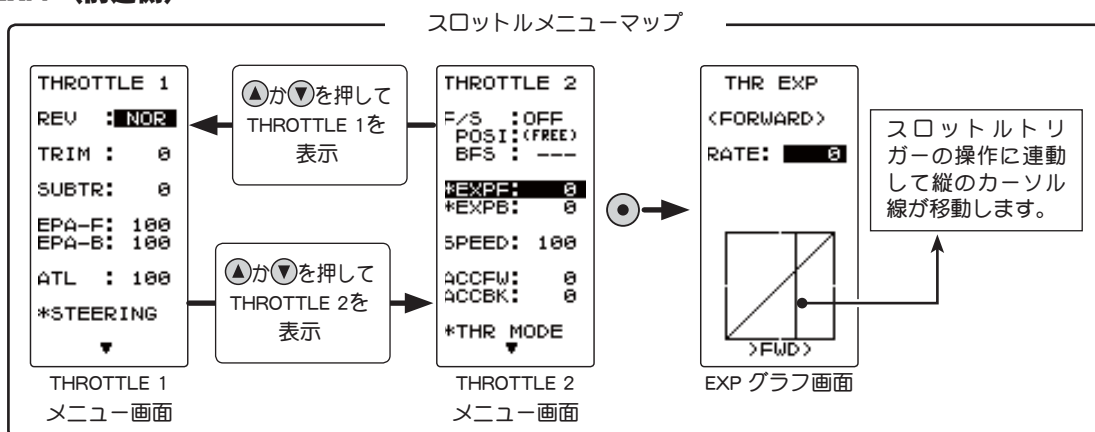 スロットルメニューマップ
THROTTLE 1
REV : NOR
TRIM : 0
SUBTR: 0
EPA-F: 100
EPA-B: 100
ATL : 100
*STEERING
▼
THROTTLE 1
メニュー画面
▲か▼を押して
THROTTLE 1を
表示
▲か▼を押して
THROTTLE 2を
表示
THROTTLE 2
F/S :OFF
POSI:(FREE)
BFS : ---
*EXPF: 0
*EXPB: 0
SPEED: 100
ACCFW: 0
ACCBK: 0
*THR MODE
▼
THROTTLE 2
メニュー画面
THR EXP
<FORWARD>
RATE: 0
>FWD>
EXP グラフ画面
スロットルトリ
ガーの操作に連動
して縦のカーソル
線が移動します。